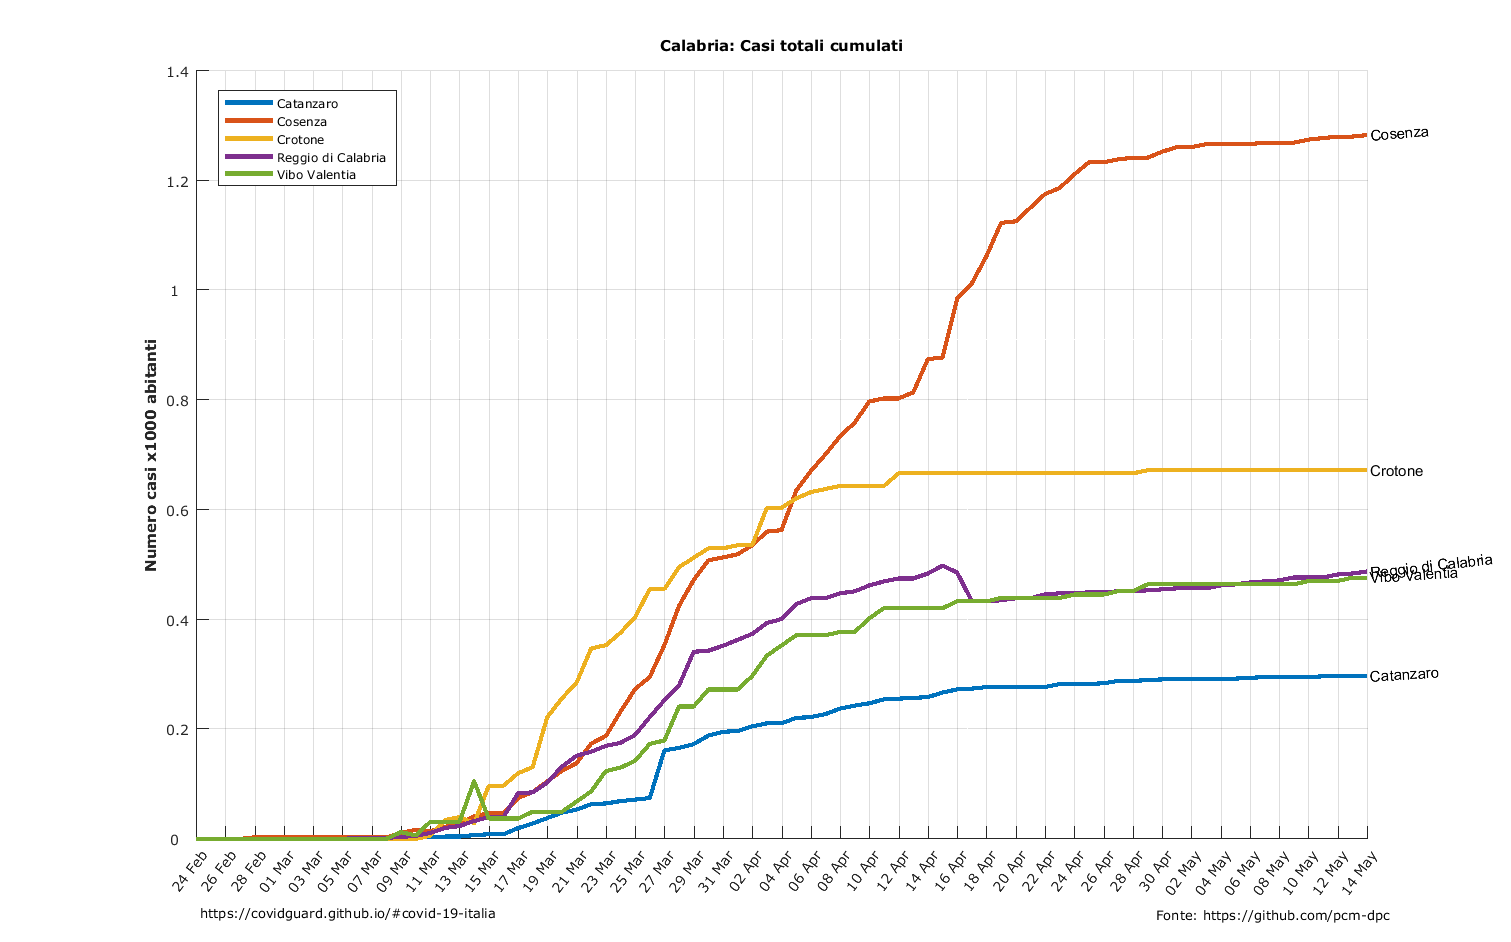 Calabria: Casi totali cumulati
1.4
1.2
1
0.8
0.6
0.4
0.2
0
Numero casi x1000 abitanti
Catanzaro
Cosenza
Crotone
Reggio di Calabria
Vibo Valentia
Cosenza
Crotone
Reggio di Calabria
Vibo Valentia
Catanzaro
24 Feb
26 Feb
28 Feb
01 Mar
03 Mar
05 Mar
07 Mar
09 Mar
11 Mar
13 Mar
15 Mar
17 Mar
19 Mar
21 Mar
23 Mar
25 Mar
27 Mar
29 Mar
31 Mar
02 Apr
04 Apr
06 Apr
08 Apr
10 Apr
12 Apr
14 Apr
16 Apr
18 Apr
20 Apr
22 Apr
24 Apr
26 Apr
28 Apr
30 Apr
02 May
04 May
06 May
08 May
10 May
12 May
14 May
https://covidguard.github.io/#covid-19-italia
Fonte: https://github.com/pcm-dpc